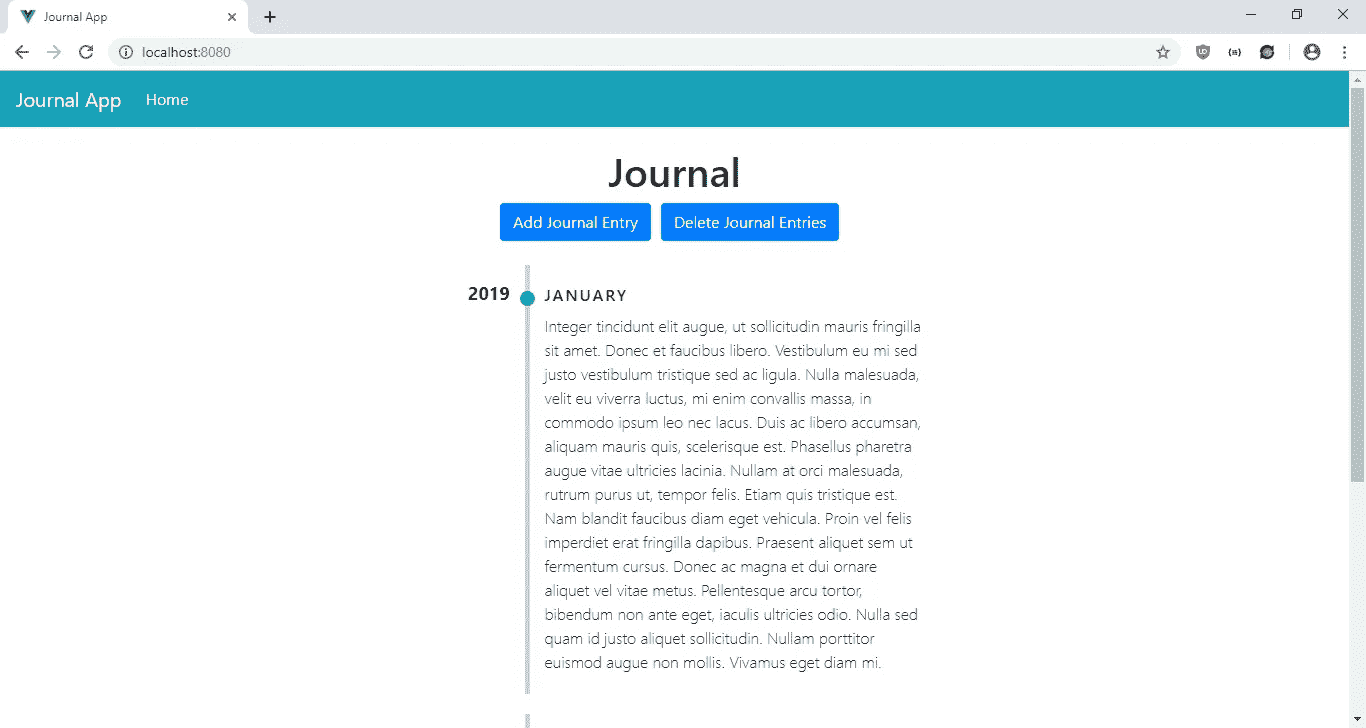 Journal App
localhost:8080
Journal App Home
Journal
Add Journal Entry Delete Journal Entries
2019 JANUARY
Integer tincidunt elit augue, ut sollicitudin mauris fringilla
sit amet. Donec et faucibus libero. Vestibulum eu mi sed
justo vestibulum tristique sed ac ligula. Nulla malesuada,
velit eu viverra luctus, mi enim convallis massa, in
commodo ipsum leo nec lacus. Duis ac libero accumsan,
aliquam mauris quis, scelerisque est. Phasellus pharetra
augue vitae ultricies lacinia. Nullam at orci malesuada,
rutrum purus ut, tempor felis. Etiam quis tristique est.
Nam blandit faucibus diam eget vehicula. Proin vel felis
imperdiet erat fringilla dapibus. Praesent aliquet sem ut
fermentum cursus. Donec ac magna et dui ornare
aliquet vel vitae metus. Pellentesque arcu tortor,
bibendum non ante eget, iaculis ultricies odio. Nulla sed
quam id justo aliquet sollicitudin. Nullam porttitor
euismod augue non mollis. Vivamus eget diam mi.